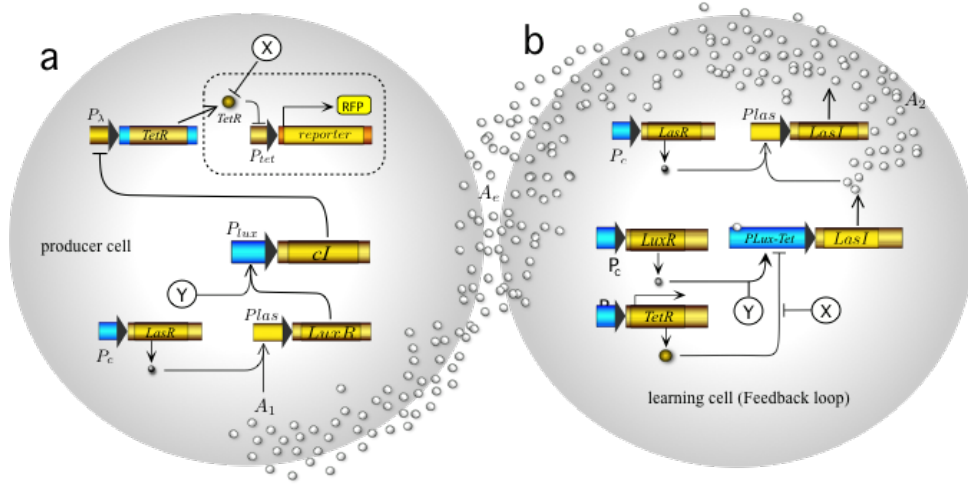 a
X
P_λ
TetR
TetR
RFP
reporter
P_tet
P_lux
cI
producer cell
Y
LasR
P_c
Plas
LuxR
A_1
A_e
b
A_2
LasR
P_c
Plas
LasI
LuxR
P_c
PLux-Tet
LasI
TetR
Y
X
learning cell (Feedback loop)